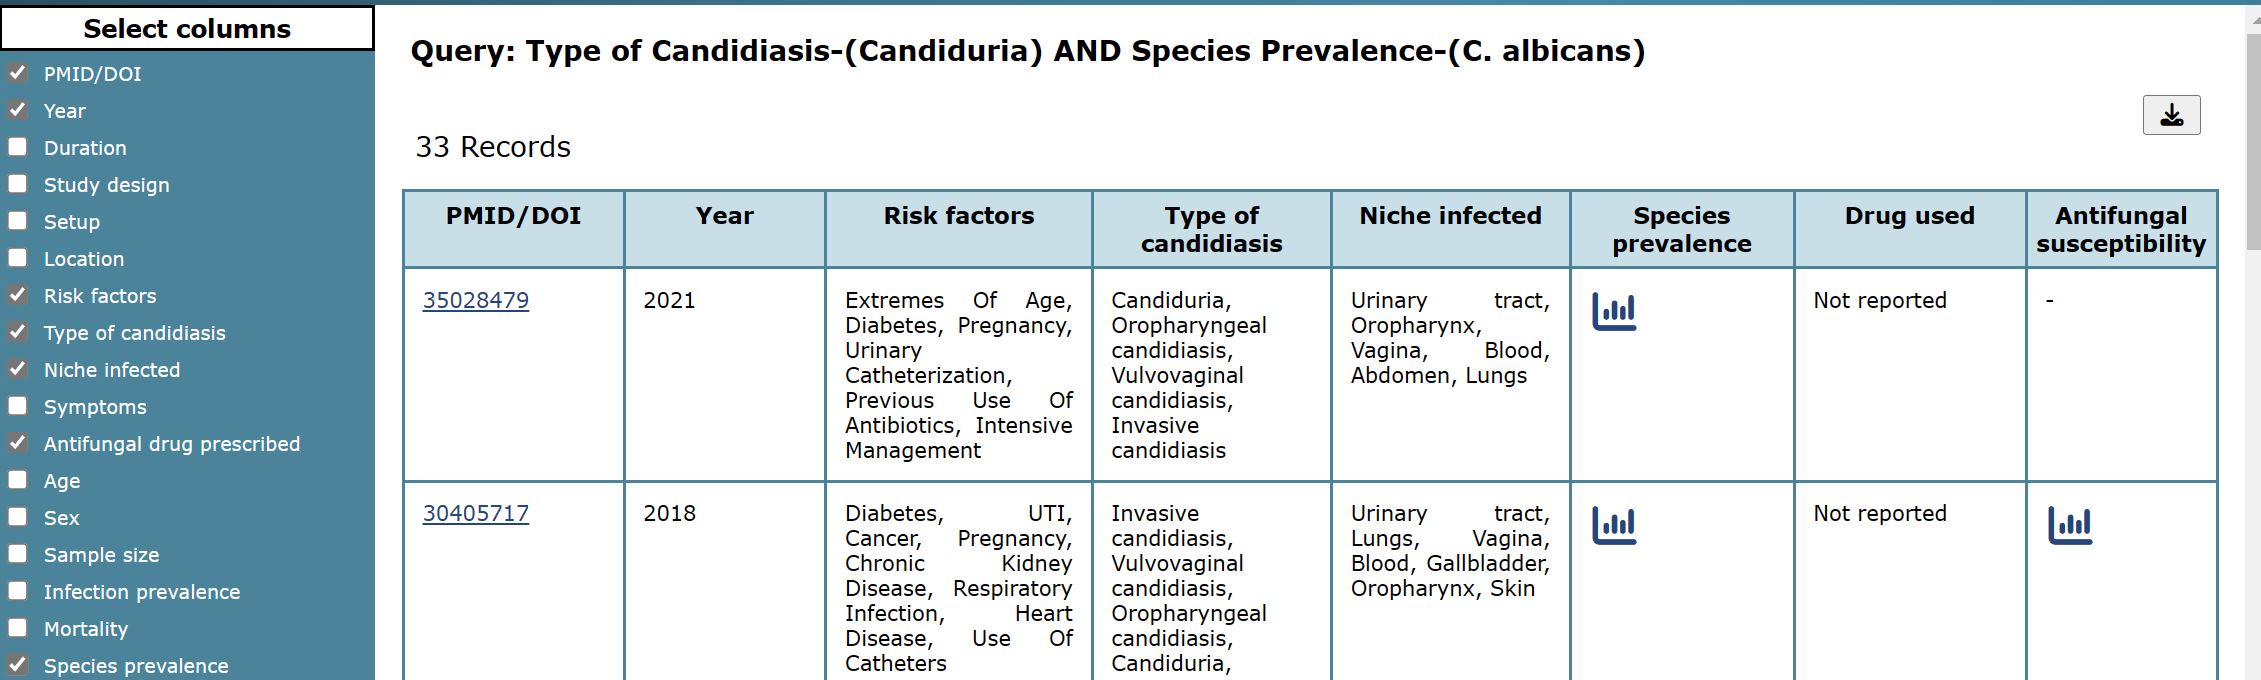 Select columns
PMID/DOI
Year
Duration
Study design
Setup
Location
Risk factors
Type of candidiasis
Niche infected
Symptoms
Antifungal drug prescribed
Age
Sex
Sample size
Infection prevalence
Mortality
Species prevalence
Query: Type of Candidiasis-(Candiduria) AND Species Prevalence-(C. albicans)
33 Records
PMID/DOI
Year
Risk factors
Type of
candidiasis
Niche infected
Species
prevalence
Drug used
Antifungal
susceptibility
35028479
2021
Extremes Of Age,
Diabetes, Pregnancy,
Urinary
Catheterization,
Previous Use Of
Antibiotics, Intensive
Management
Candiduria,
Oropharyngeal
candidiasis,
Vulvovaginal
candidiasis,
Invasive
candidiasis
Urinary tract,
Oropharynx,
Vagina, Blood,
Abdomen, Lungs
Not reported
-
30405717
2018
Diabetes, UTI,
Cancer, Pregnancy,
Chronic Kidney
Disease, Respiratory
Infection, Heart
Disease, Use Of
Catheters
Invasive
candidiasis,
Vulvovaginal
candidiasis,
Oropharyngeal
candidiasis,
Candiduria,
Urinary tract,
Lungs, Vagina,
Blood, Gallbladder,
Oropharynx, Skin
Not reported